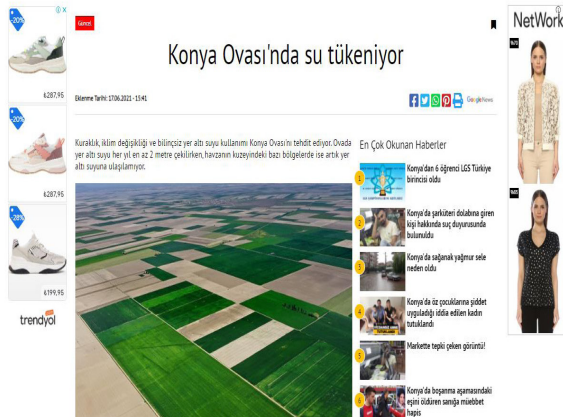 NetWork
-20%
Güncel
Konya Ovası'nda su tükeniyor
₺287,95
Eklenme Tarihi: 17.06.2021 - 15:41
Google News
-20%
Kuraklık, iklim değişikliği ve bilinçsiz yer altı suyu kullanımı Konya Ovası'nı tehdit ediyor. Ovada
yer altı suyu her yıl en az 2 metre çekilirken, havzanın kuzeyindeki bazı bölgelerde ise artık yer
altı suyuna ulaşılamıyor.
₺287,95
-28%
₺199,95
trendyol
En Çok Okunan Haberler
1
Konya'dan 6 öğrenci LGS Türkiye
birincisi oldu
2
Konya'da şarküteri dolabına giren
kişi hakkında suç duyurusunda
bulunuldu
3
Konya'da sağanak yağmur sele
neden oldu
4
Konya'da öz çocuklarına şiddet
uyguladığı iddia edilen kadın
tutuklandı
5
Markette tepki çeken görüntü!
6
Konya'da boşanma aşamasındaki
eşini öldüren sanığa müebbet
hapis